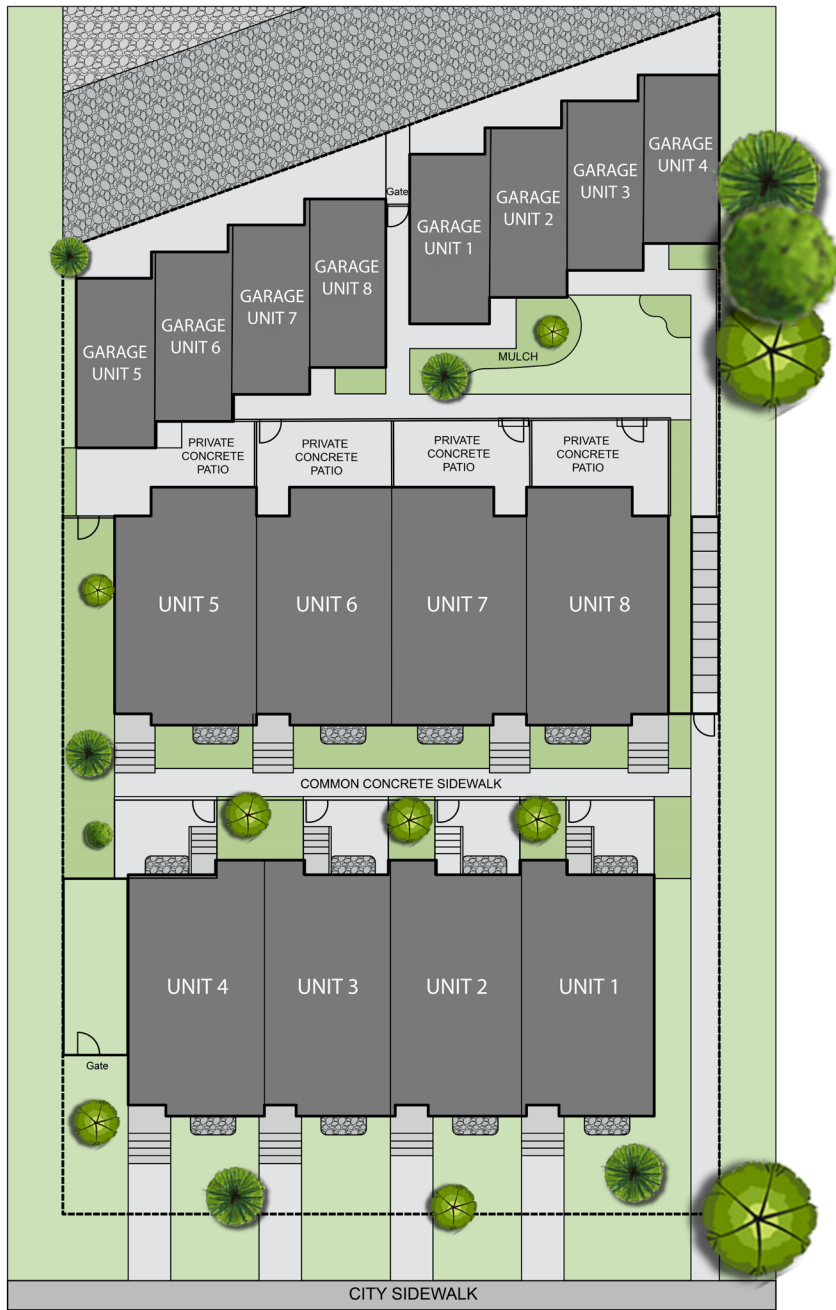 GARAGE
UNIT 4
GARAGE
UNIT 3
GARAGE
UNIT 2
Gate
GARAGE
UNIT 1
GARAGE
UNIT 8
GARAGE
UNIT 7
GARAGE
UNIT 6
GARAGE
UNIT 5
MULCH
PRIVATE
CONCRETE
PATIO
PRIVATE
CONCRETE
PATIO
PRIVATE
CONCRETE
PATIO
PRIVATE
CONCRETE
PATIO
UNIT 5
UNIT 6
UNIT 7
UNIT 8
COMMON CONCRETE SIDEWALK
UNIT 4
UNIT 3
UNIT 2
UNIT 1
Gate
CITY SIDEWALK